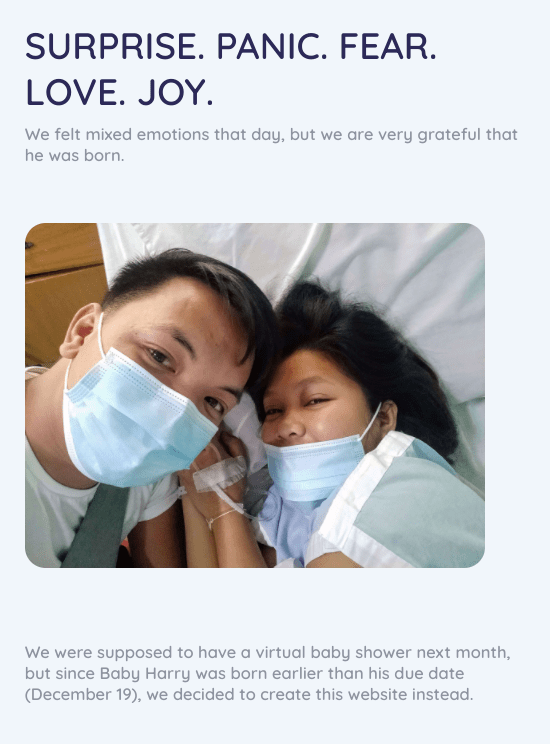 SURPRISE. PANIC. FEAR.
LOVE. JOY.
We felt mixed emotions that day, but we are very grateful that
he was born.
We were supposed to have a virtual baby shower next month,
but since Baby Harry was born earlier than his due date
(December 19), we decided to create this website instead.